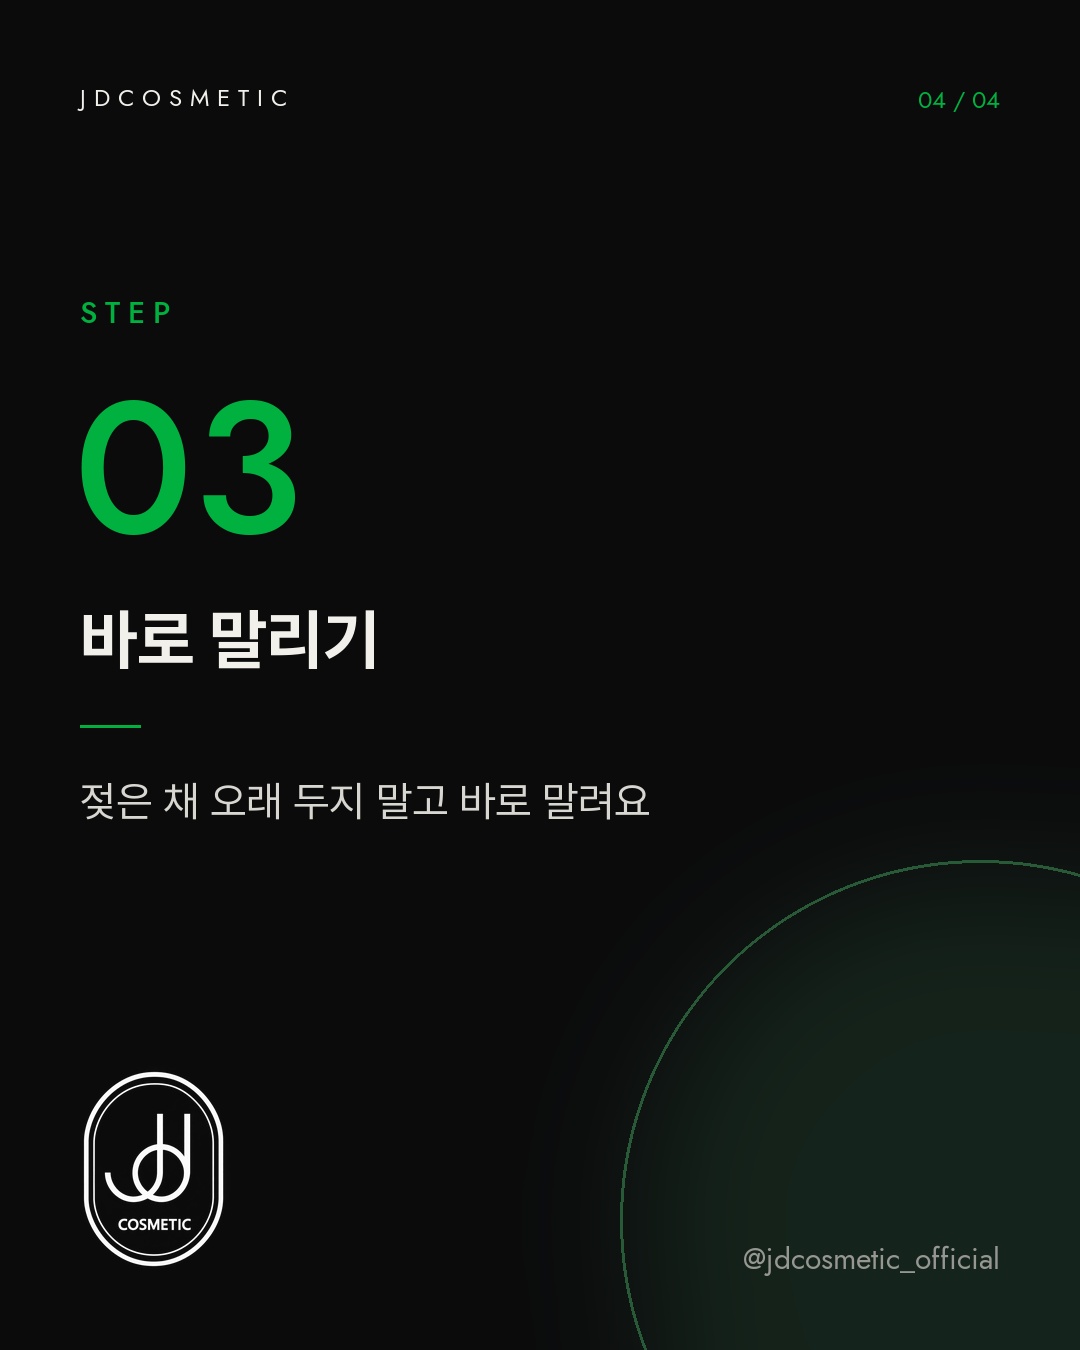 JDCOSMETIC
04 / 04
STEP
03
바로 말리기
젖은 채 오래 두지 말고 바로 말려요
Jd
COSMETIC
@jdcosmetic_official